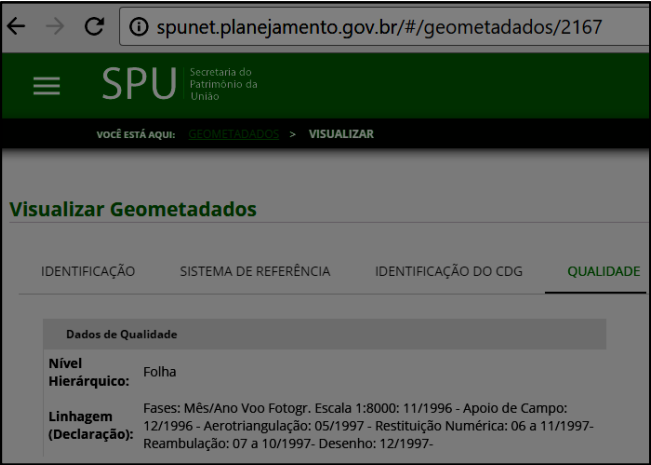 spunet.planejamento.gov.br/#/geometadados/2167
SPU
Secretaria do
Patrimônio da
União
VOCÊ ESTÁ AQUI: GEOMETADADOS > VISUALIZAR
Visualizar Geometadados
IDENTIFICAÇÃO SISTEMA DE REFERÊNCIA IDENTIFICAÇÃO DO CDG QUALIDADE
Dados de Qualidade
Nível
Hierárquico: Folha
Linhagem
(Declaração):
Fases: Mês/Ano Voo Fotogr. Escala 1:8000: 11/1996 - Apoio de Campo:
12/1996 - Aerotriangulação: 05/1997 - Restituição Numérica: 06 a 11/1997-
Reambulação: 07 a 10/1997- Desenho: 12/1997-